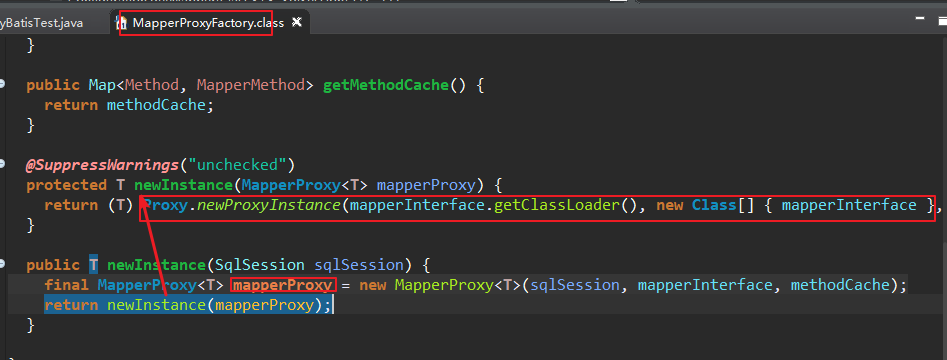 yBatisTest.java MapperProxyFactory.class
}
public Map<Method, MapperMethod> getMethodCache() {
return methodCache;
}
@SuppressWarnings("unchecked")
protected T newInstance(MapperProxy<T> mapperProxy) {
return (T) Proxy.newProxyInstance(mapperInterface.getClassLoader(), new Class[] { mapperInterface },
}
public T newInstance(SqlSession sqlSession) {
final MapperProxy<T> mapperProxy = new MapperProxy<T>(sqlSession, mapperInterface, methodCache);
return newInstance(mapperProxy);
}